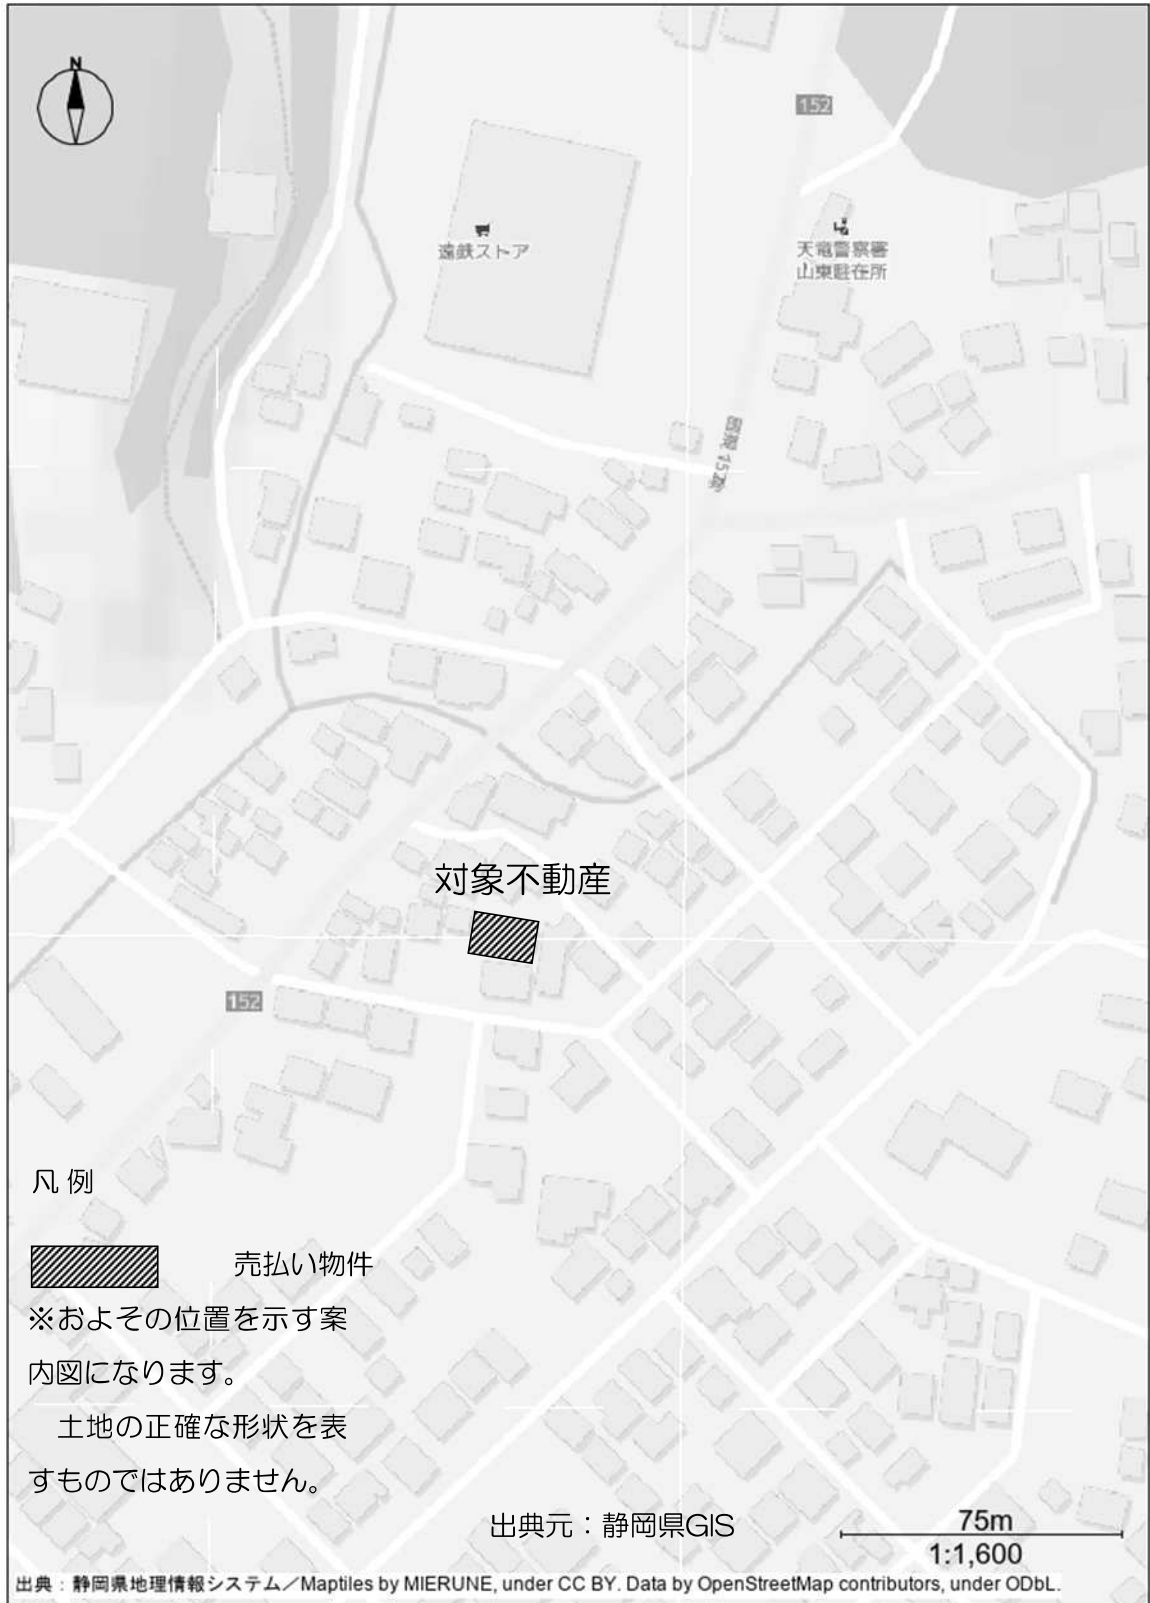 N
152
遠鉄ストア
天竜警察署
山東駐在所
国道152号
対象不動産
152
凡 例
売払い物件
※およその位置を示す案
内図になります。
土地の正確な形状を表
すものではありません。
出典元：静岡県GIS
75m
1:1,600
出典：静岡県地理情報システム／Maptiles by MIERUNE, under CC BY. Data by OpenStreetMap contributors, under ODbL.